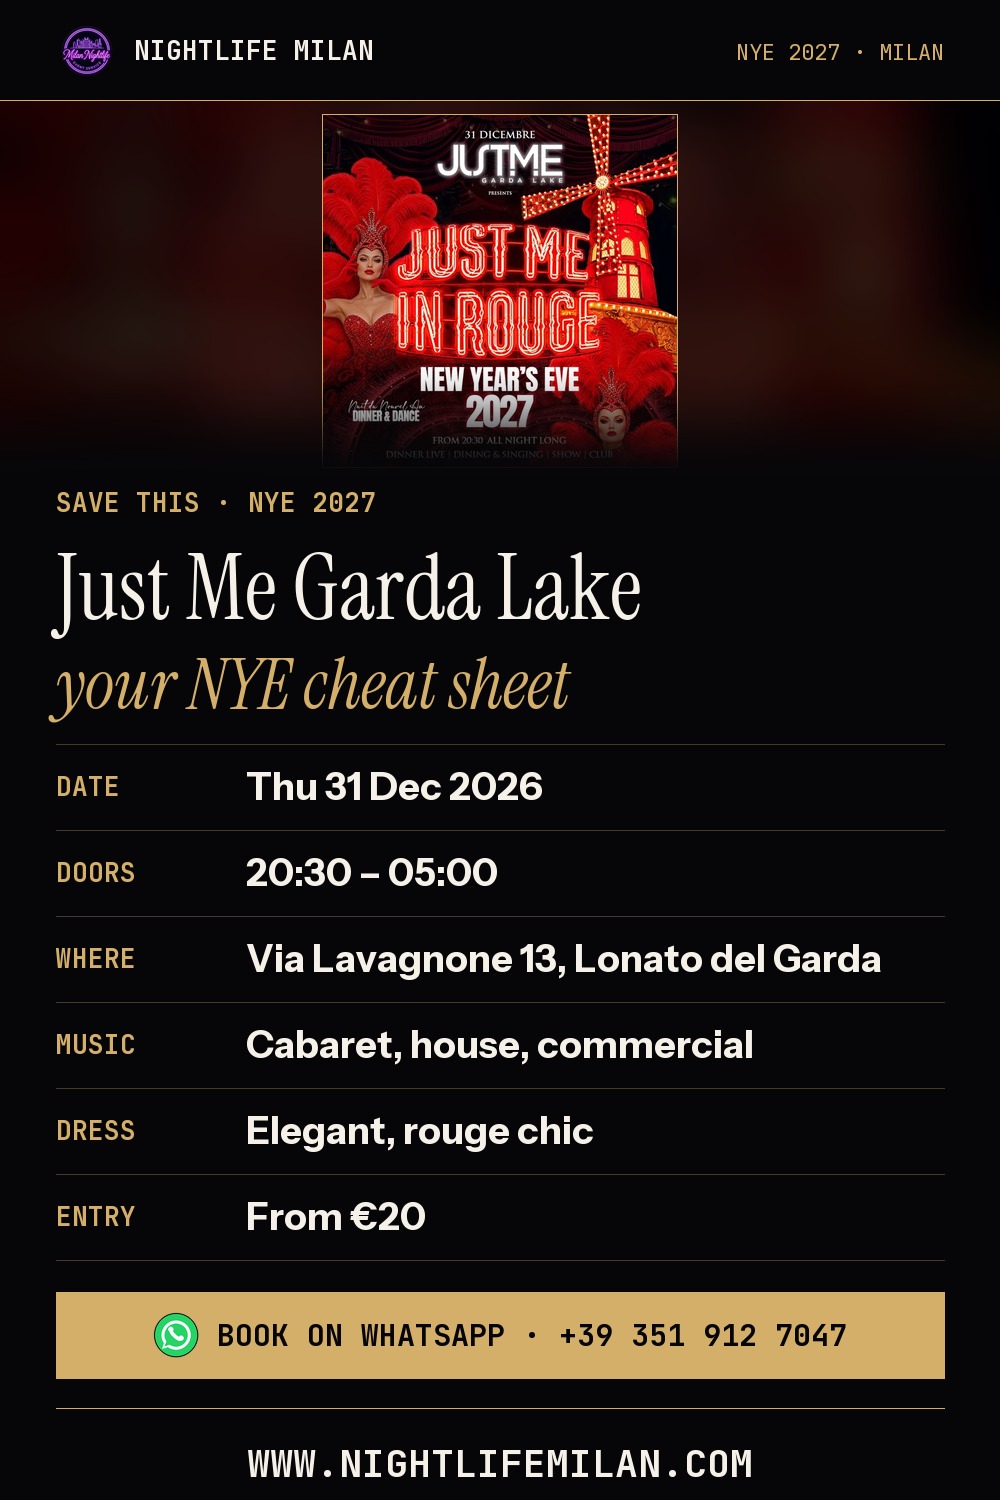 Milan Nightlife
NIGHTLIFE MILAN
NYE 2027 · MILAN
31 DICEMBRE
JUSTME
GARDA LAKE
PRESENTS
JUST ME
IN ROUGE
NEW YEAR'S EVE
2027
DINNER & DANCE
FROM 20:30 ALL NIGHT LONG
DINNER LIVE | DINING & SINGING | SHOW | CLUB
SAVE THIS · NYE 2027
Just Me Garda Lake
your NYE cheat sheet
DATE Thu 31 Dec 2026
DOORS 20:30 – 05:00
WHERE Via Lavagnone 13, Lonato del Garda
MUSIC Cabaret, house, commercial
DRESS Elegant, rouge chic
ENTRY From €20
BOOK ON WHATSAPP · +39 351 912 7047
WWW.NIGHTLIFEMILAN.COM